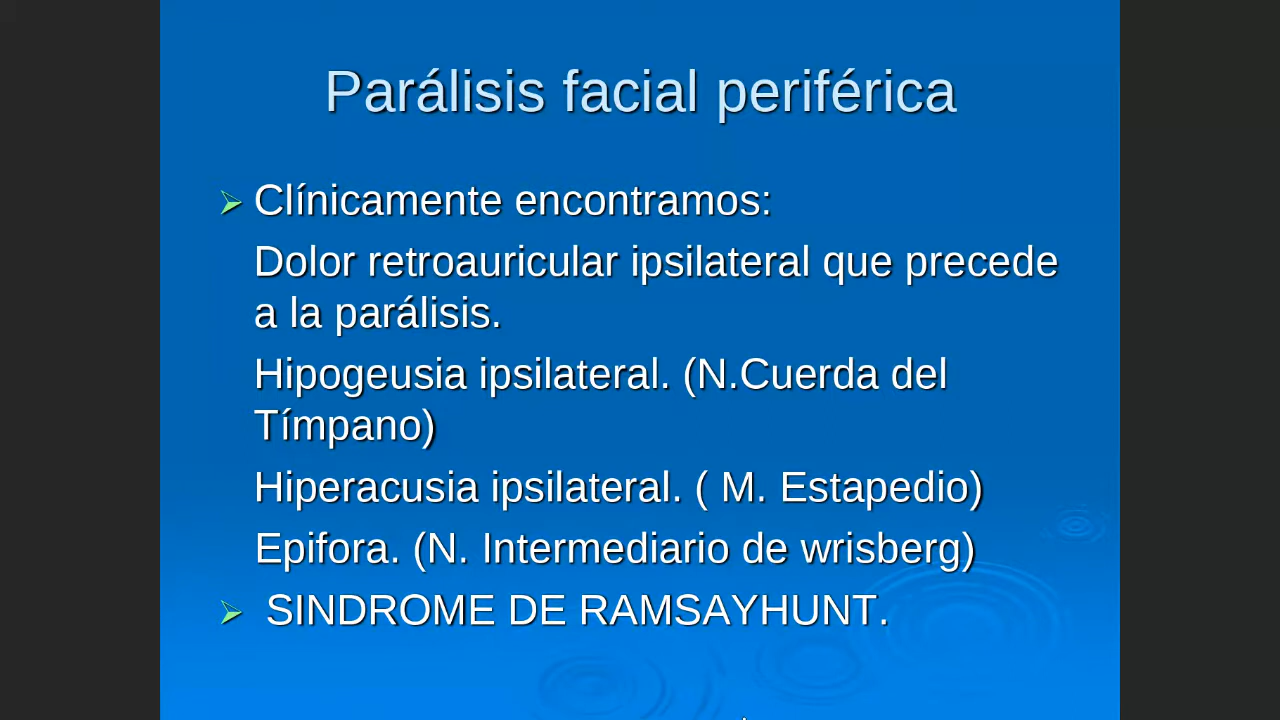 Parálisis facial periférica
Clínicamente encontramos:
Dolor retroauricular ipsilateral que precede
a la parálisis.
Hipogeusia ipsilateral. (N.Cuerda del
Tímpano)
Hiperacusia ipsilateral. ( M. Estapedio)
Epifora. (N. Intermediario de wrisberg)
SINDROME DE RAMSAYHUNT.